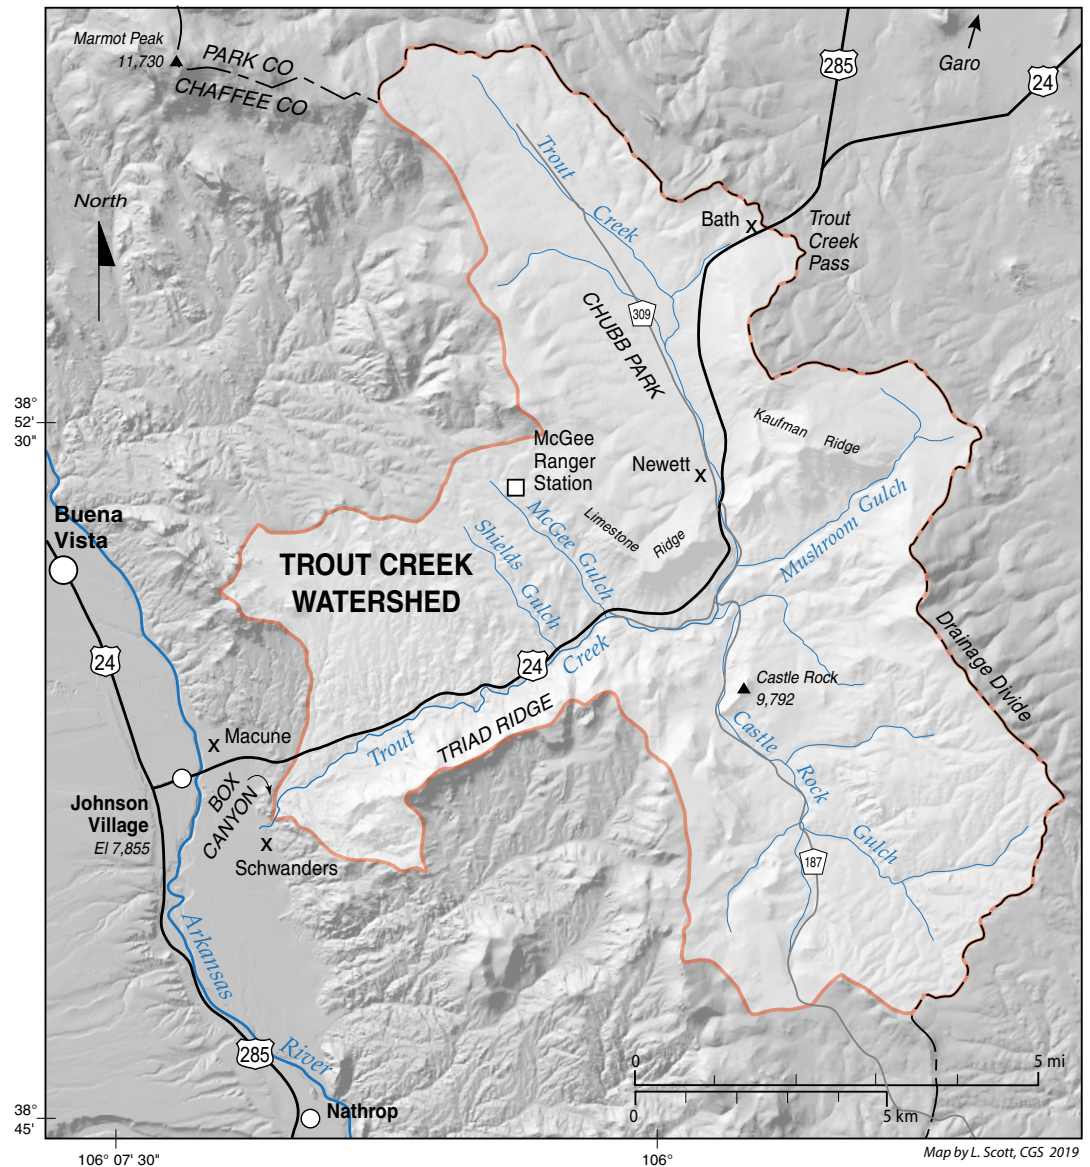 Marmot Peak
11,730
PARK CO
CHAFFEE CO
285
Garo
24
North
Trout
Creek
Bath
x
Trout
Creek
Pass
309
CHUBB PARK
38°
52'
30"
Kaufman Ridge
McGee
Ranger
Station
Newett
x
Buena
Vista
McGee Gulch
Limestone Ridge
Mushroom Gulch
Shields Gulch
TROUT CREEK
WATERSHED
Drainage Divide
24
24
Creek
Castle Rock
9,792
TRIAD RIDGE
Trout
x Macune
Castle
Rock
Gulch
BOX
CANYON
Johnson
Village
El 7,855
x
Schwanders
187
Arkansas
River
285
0 5 mi
0 5 km
Nathrop
38°
45'
106° 07' 30"
106°
Map by L. Scott, CGS 2019